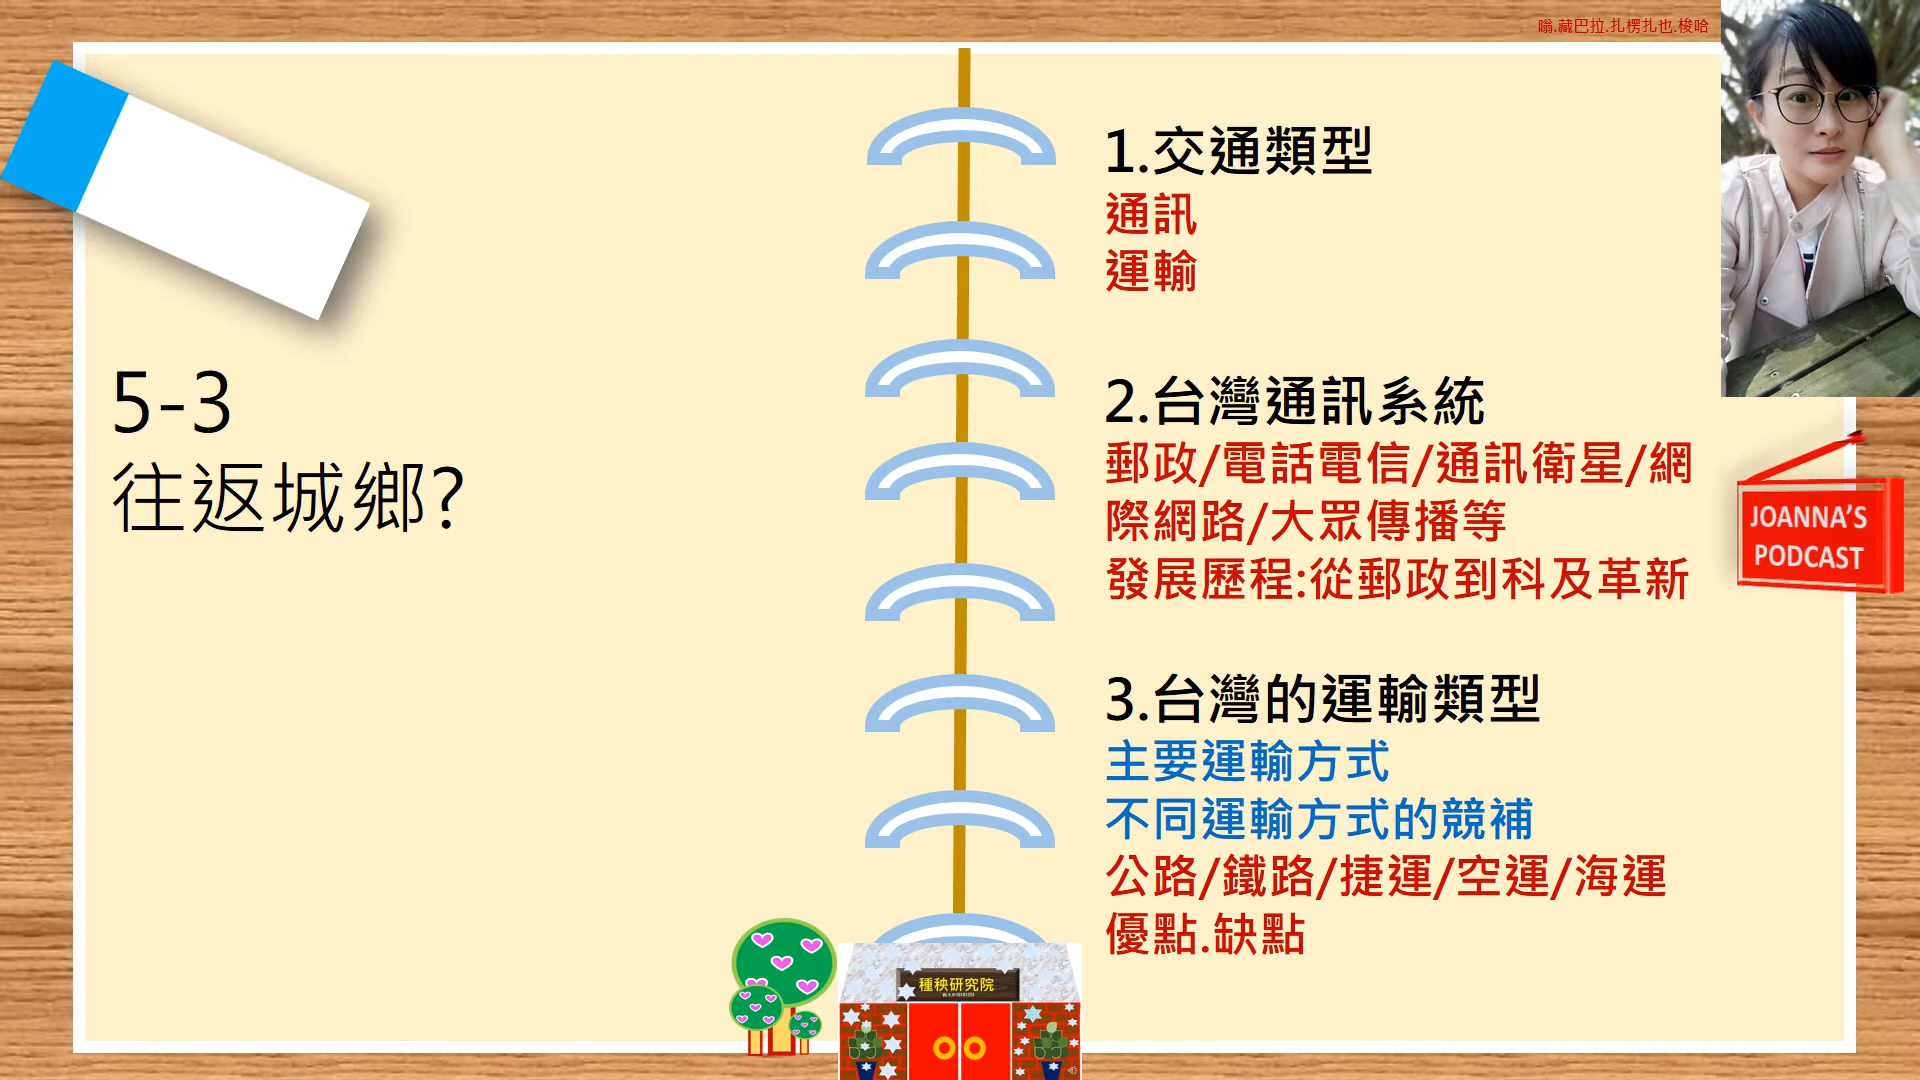 嗡.藏巴拉.扎楞扎也.梭哈
5-3
往返城鄉?
1.交通類型
通訊
運輸
2.台灣通訊系統
郵政/電話電信/通訊衛星/網
際網路/大眾傳播等
發展歷程:從郵政到科及革新
3.台灣的運輸類型
主要運輸方式
不同運輸方式的競補
公路/鐵路/捷運/空運/海運
優點.缺點
JOANNA'S
PODCAST
種秧研究院